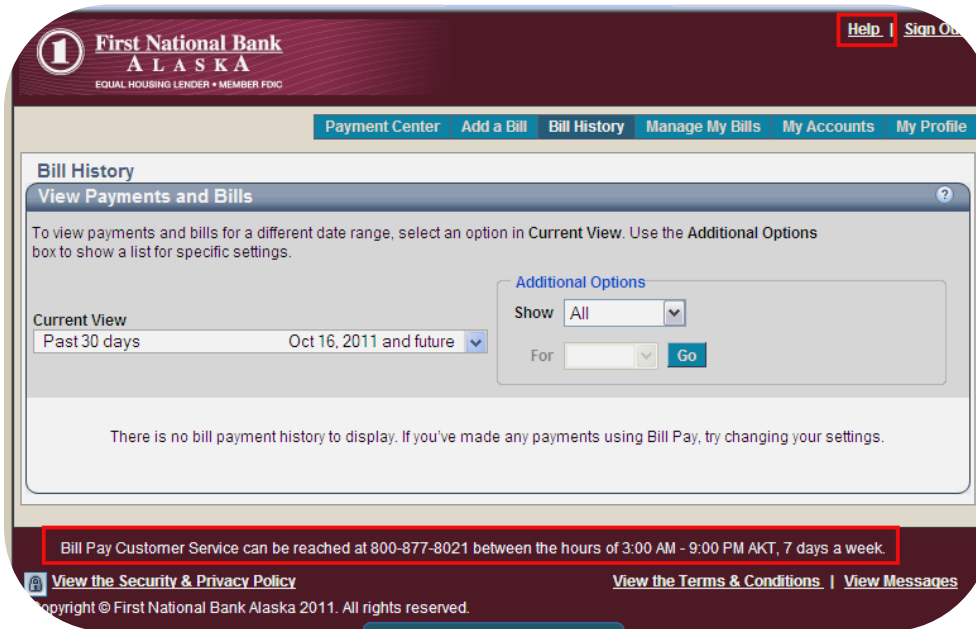 1 First National Bank
ALASKA
EQUAL HOUSING LENDER • MEMBER FDIC
Help | Sign Ou
Payment Center Add a Bill Bill History Manage My Bills My Accounts My Profile
Bill History
View Payments and Bills ?
To view payments and bills for a different date range, select an option in Current View. Use the Additional Options
box to show a list for specific settings.
Additional Options
Show All
Current View
Past 30 days Oct 16, 2011 and future
For Go
There is no bill payment history to display. If you've made any payments using Bill Pay, try changing your settings.
Bill Pay Customer Service can be reached at 800-877-8021 between the hours of 3:00 AM - 9:00 PM AKT, 7 days a week.
View the Security & Privacy Policy View the Terms & Conditions | View Messages
opyright © First National Bank Alaska 2011. All rights reserved.